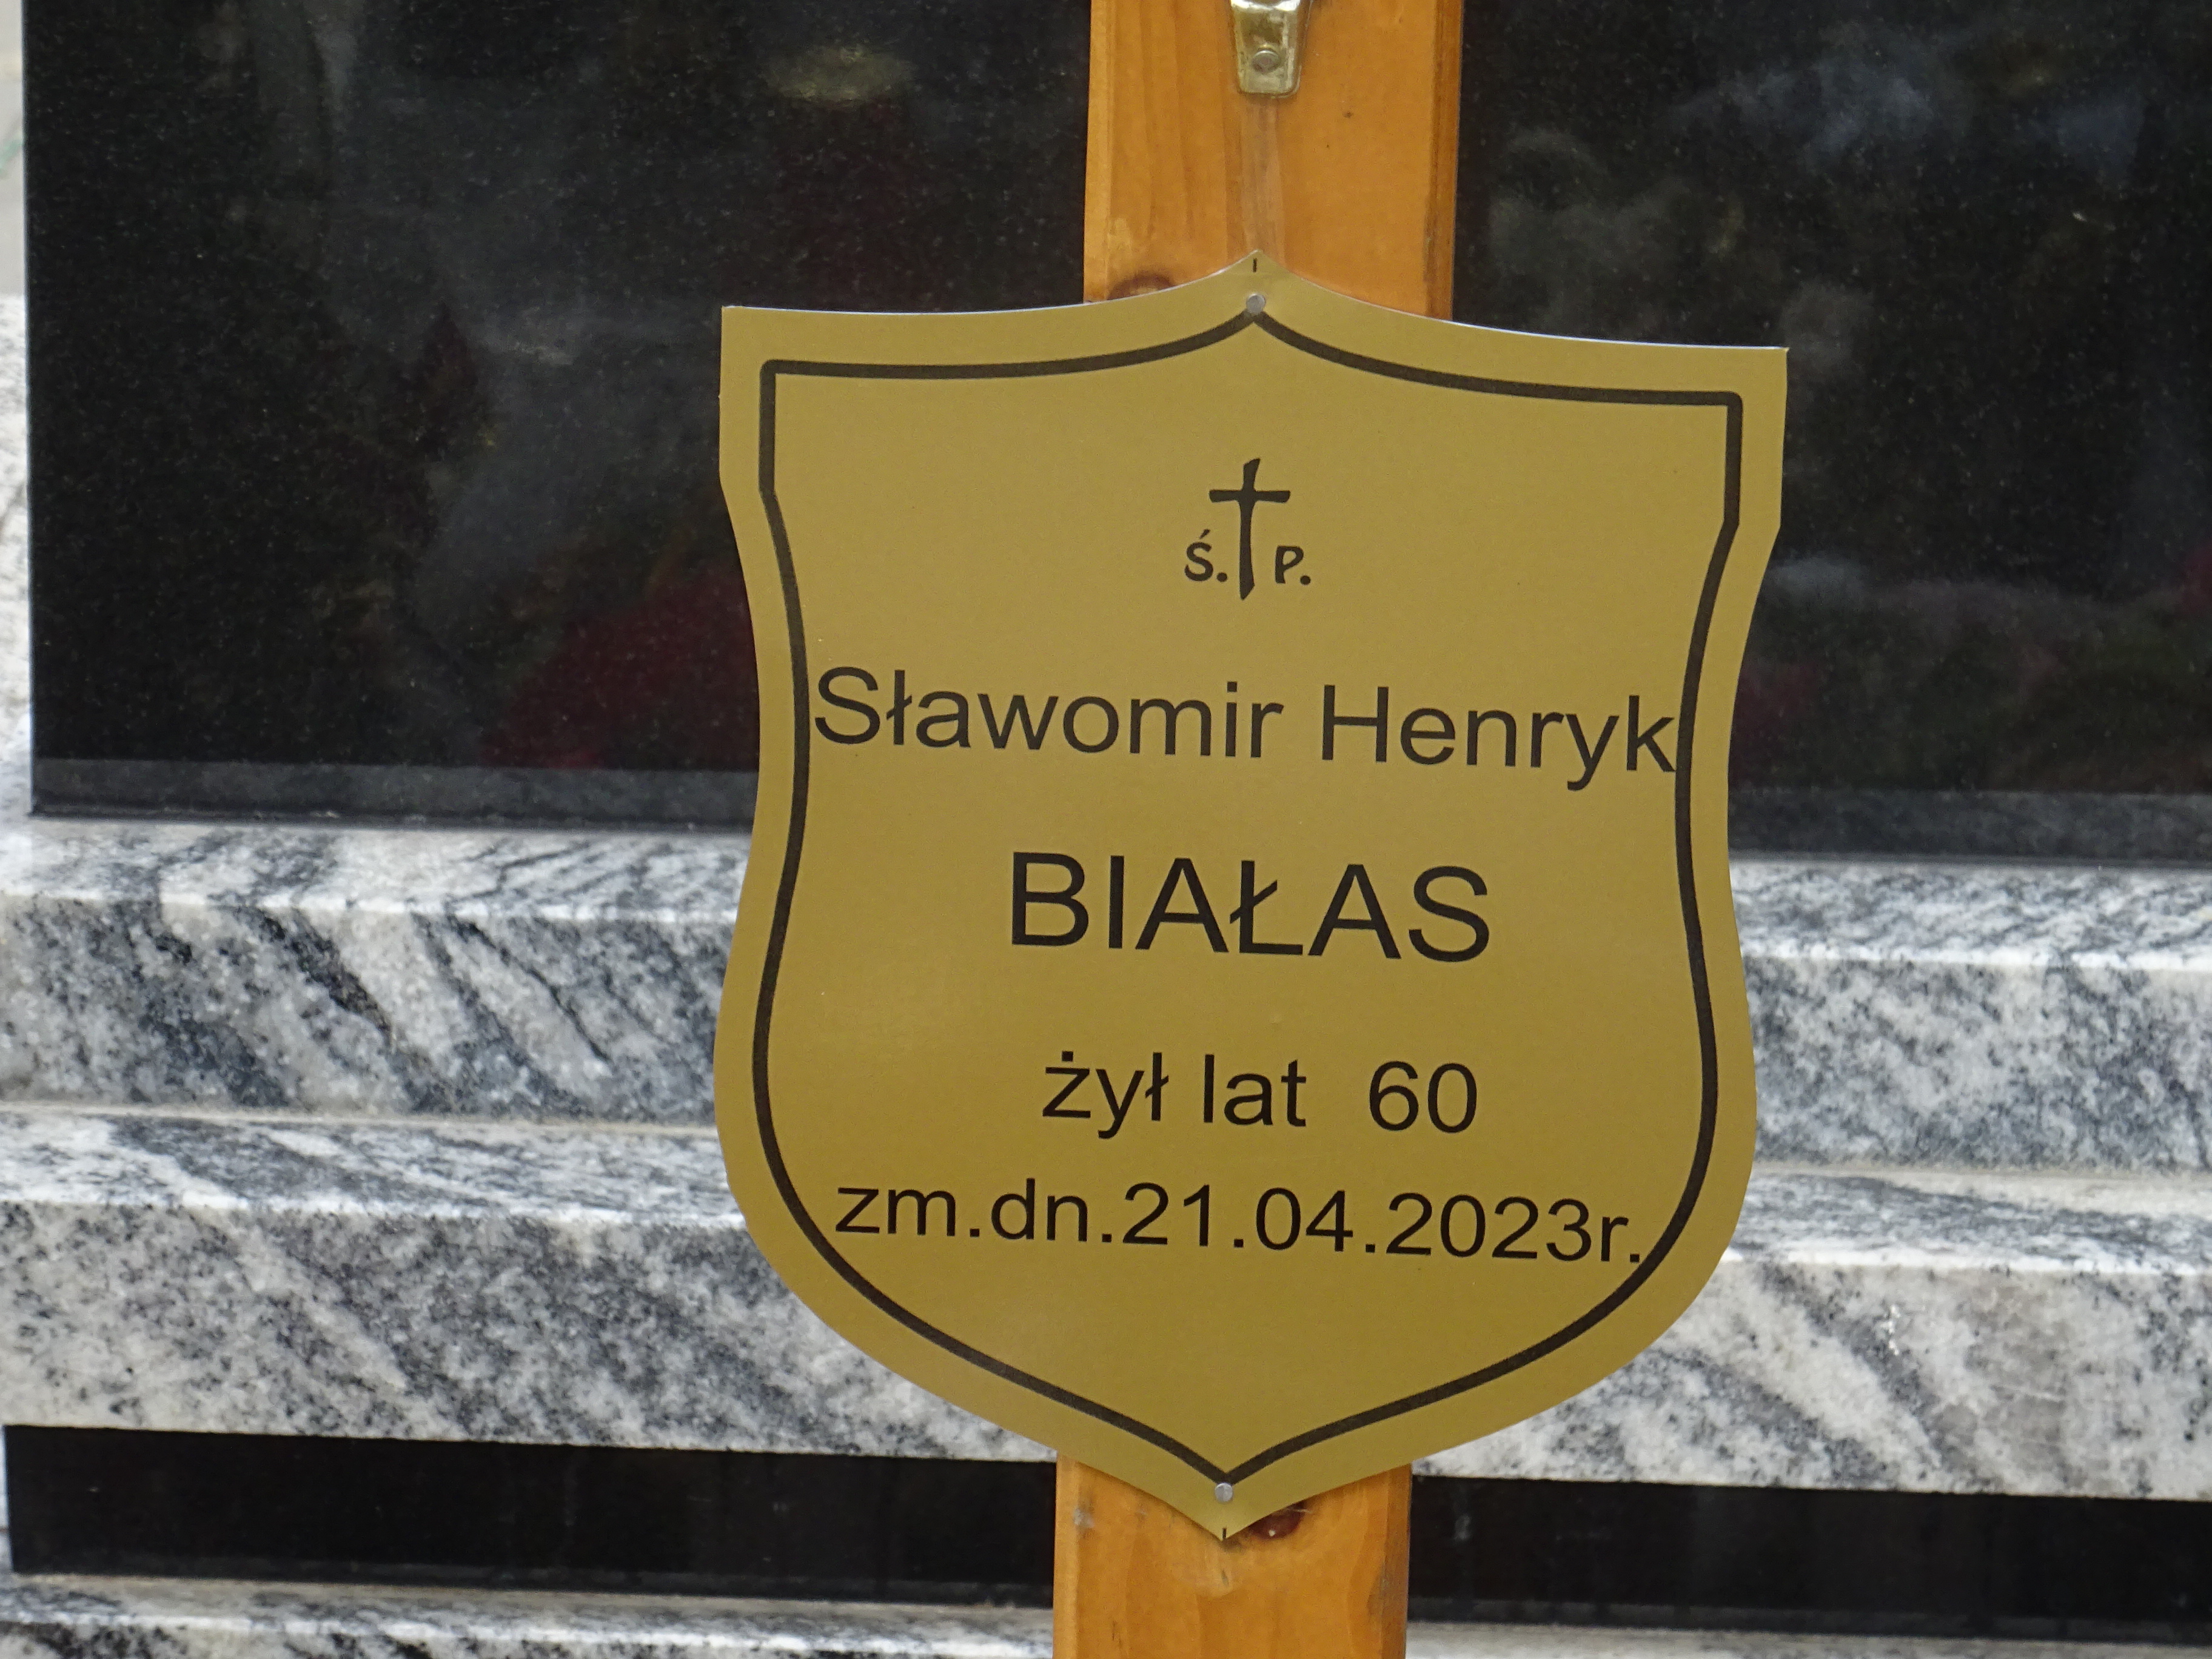 Ś. P.
Sławomir Henryk
BIAŁAS
żył lat 60
zm.dn.21.04.2023r.